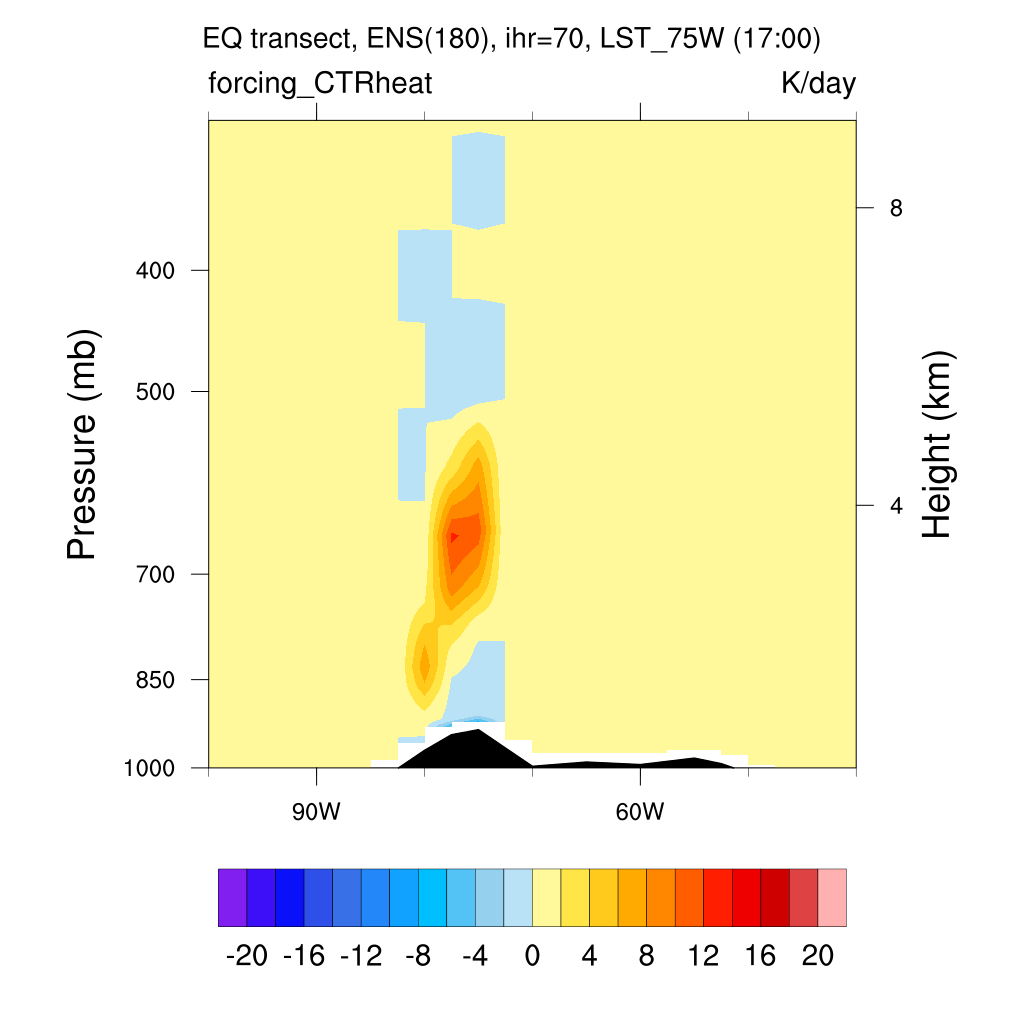 EQ transect, ENS(180), ihr=70, LST_75W (17:00)
forcing_CTRheat K/day
8
400
Pressure (mb)
Height (km)
500
4
700
850
1000
90W 60W
-20 -16 -12 -8 -4 0 4 8 12 16 20